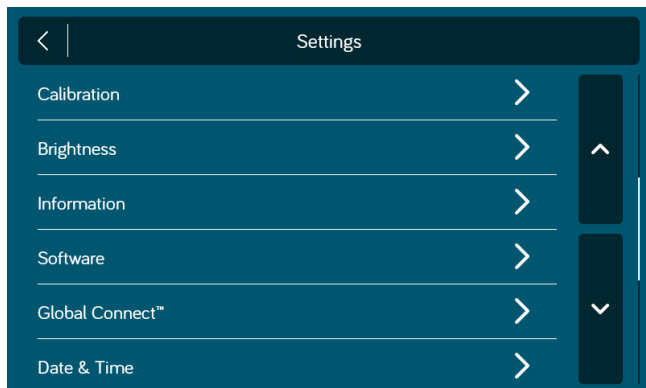 Settings
Calibration
Brightness
Information
Software
Global Connect™
Date & Time